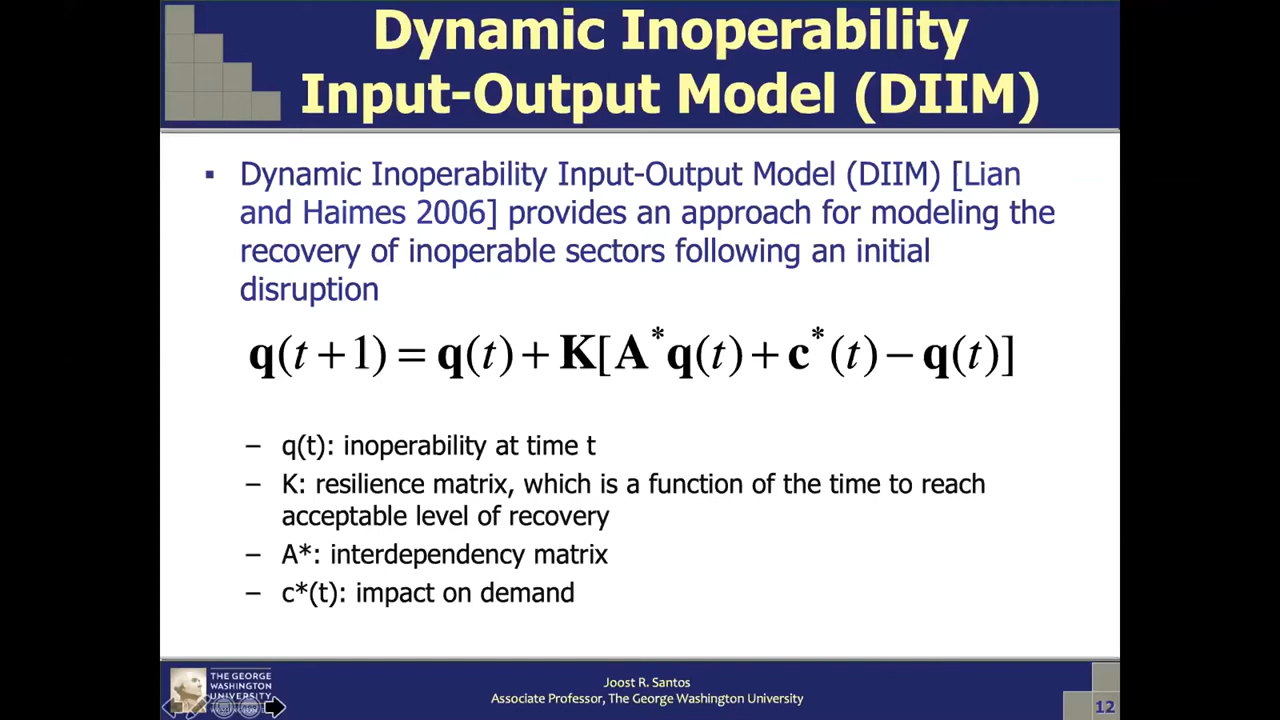 Dynamic Inoperability
Input-Output Model (DIIM)
▪ Dynamic Inoperability Input-Output Model (DIIM) [Lian
and Haimes 2006] provides an approach for modeling the
recovery of inoperable sectors following an initial
disruption
q(t+1) = q(t) + K[A*q(t) + c*(t) − q(t)]
– q(t): inoperability at time t
– K: resilience matrix, which is a function of the time to reach
acceptable level of recovery
– A*: interdependency matrix
– c*(t): impact on demand
THE GEORGE
WASHINGTON
UNIVERSITY
Joost R. Santos
Associate Professor, The George Washington University
12